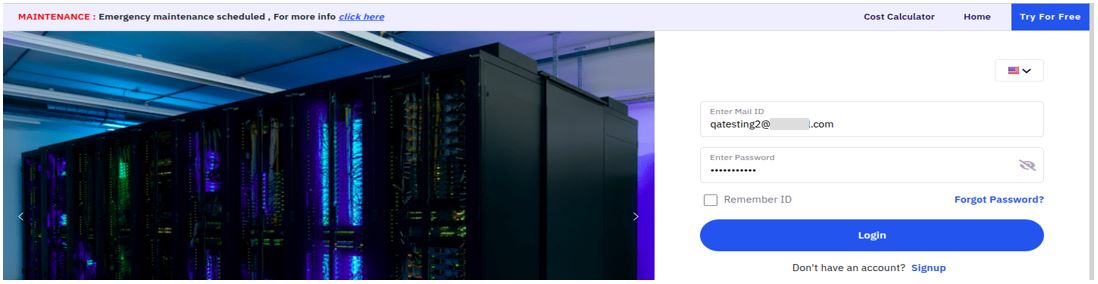 MAINTENANCE : Emergency maintenance scheduled , For more info click here
Cost Calculator Home Try For Free
Enter Mail ID
qatesting2@ .com
Enter Password
•••••••••••
Remember ID Forgot Password?
Login
Don't have an account? Signup